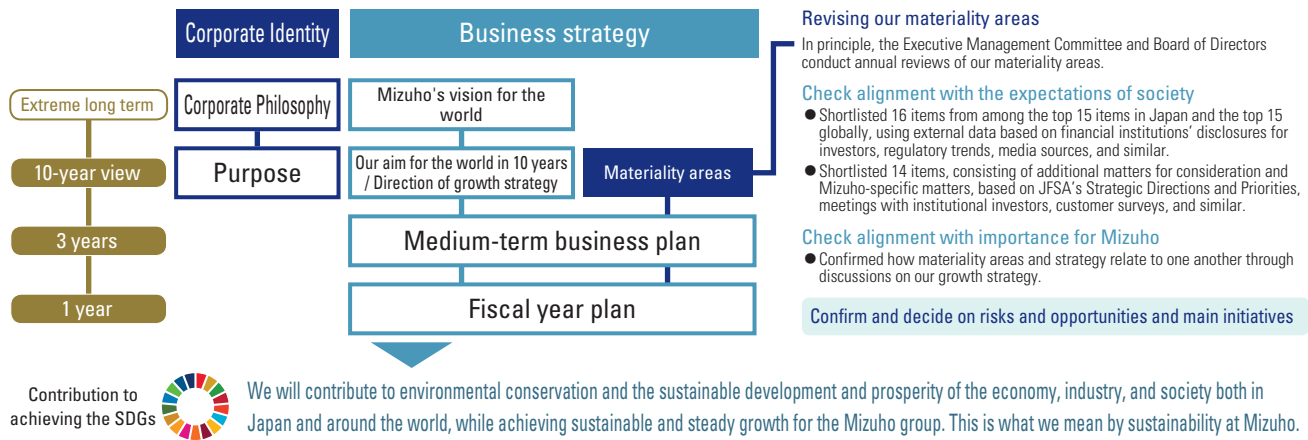 Corporate Identity
Business strategy
Extreme long term
10-year view
3 years
1 year
Corporate Philosophy
Purpose
Mizuho's vision for the
world
Our aim for the world in 10 years
/ Direction of growth strategy
Materiality areas
Medium-term business plan
Fiscal year plan
Revising our materiality areas
In principle, the Executive Management Committee and Board of Directors
conduct annual reviews of our materiality areas.
Check alignment with the expectations of society
● Shortlisted 16 items from among the top 15 items in Japan and the top 15
globally, using external data based on financial institutions’ disclosures for
investors, regulatory trends, media sources, and similar.
● Shortlisted 14 items, consisting of additional matters for consideration and
Mizuho-specific matters, based on JFSA’s Strategic Directions and Priorities,
meetings with institutional investors, customer surveys, and similar.
Check alignment with importance for Mizuho
● Confirmed how materiality areas and strategy relate to one another through
discussions on our growth strategy.
Confirm and decide on risks and opportunities and main initiatives
Contribution to
achieving the SDGs
We will contribute to environmental conservation and the sustainable development and prosperity of the economy, industry, and society both in
Japan and around the world, while achieving sustainable and steady growth for the Mizuho group. This is what we mean by sustainability at Mizuho.